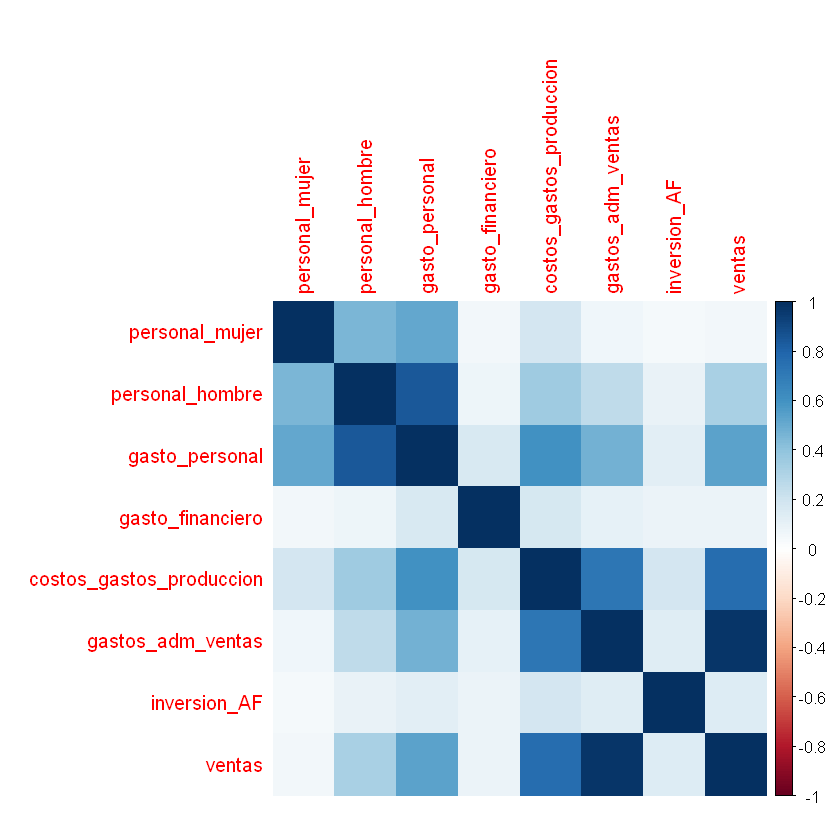 personal_mujer
personal_hombre
gasto_personal
gasto_financiero
costos_gastos_produccion
gastos_adm_ventas
inversion_AF
ventas
personal_mujer
personal_hombre
gasto_personal
gasto_financiero
costos_gastos_produccion
gastos_adm_ventas
inversion_AF
ventas
1
0.8
0.6
0.4
0.2
0
-0.2
-0.4
-0.6
-0.8
-1